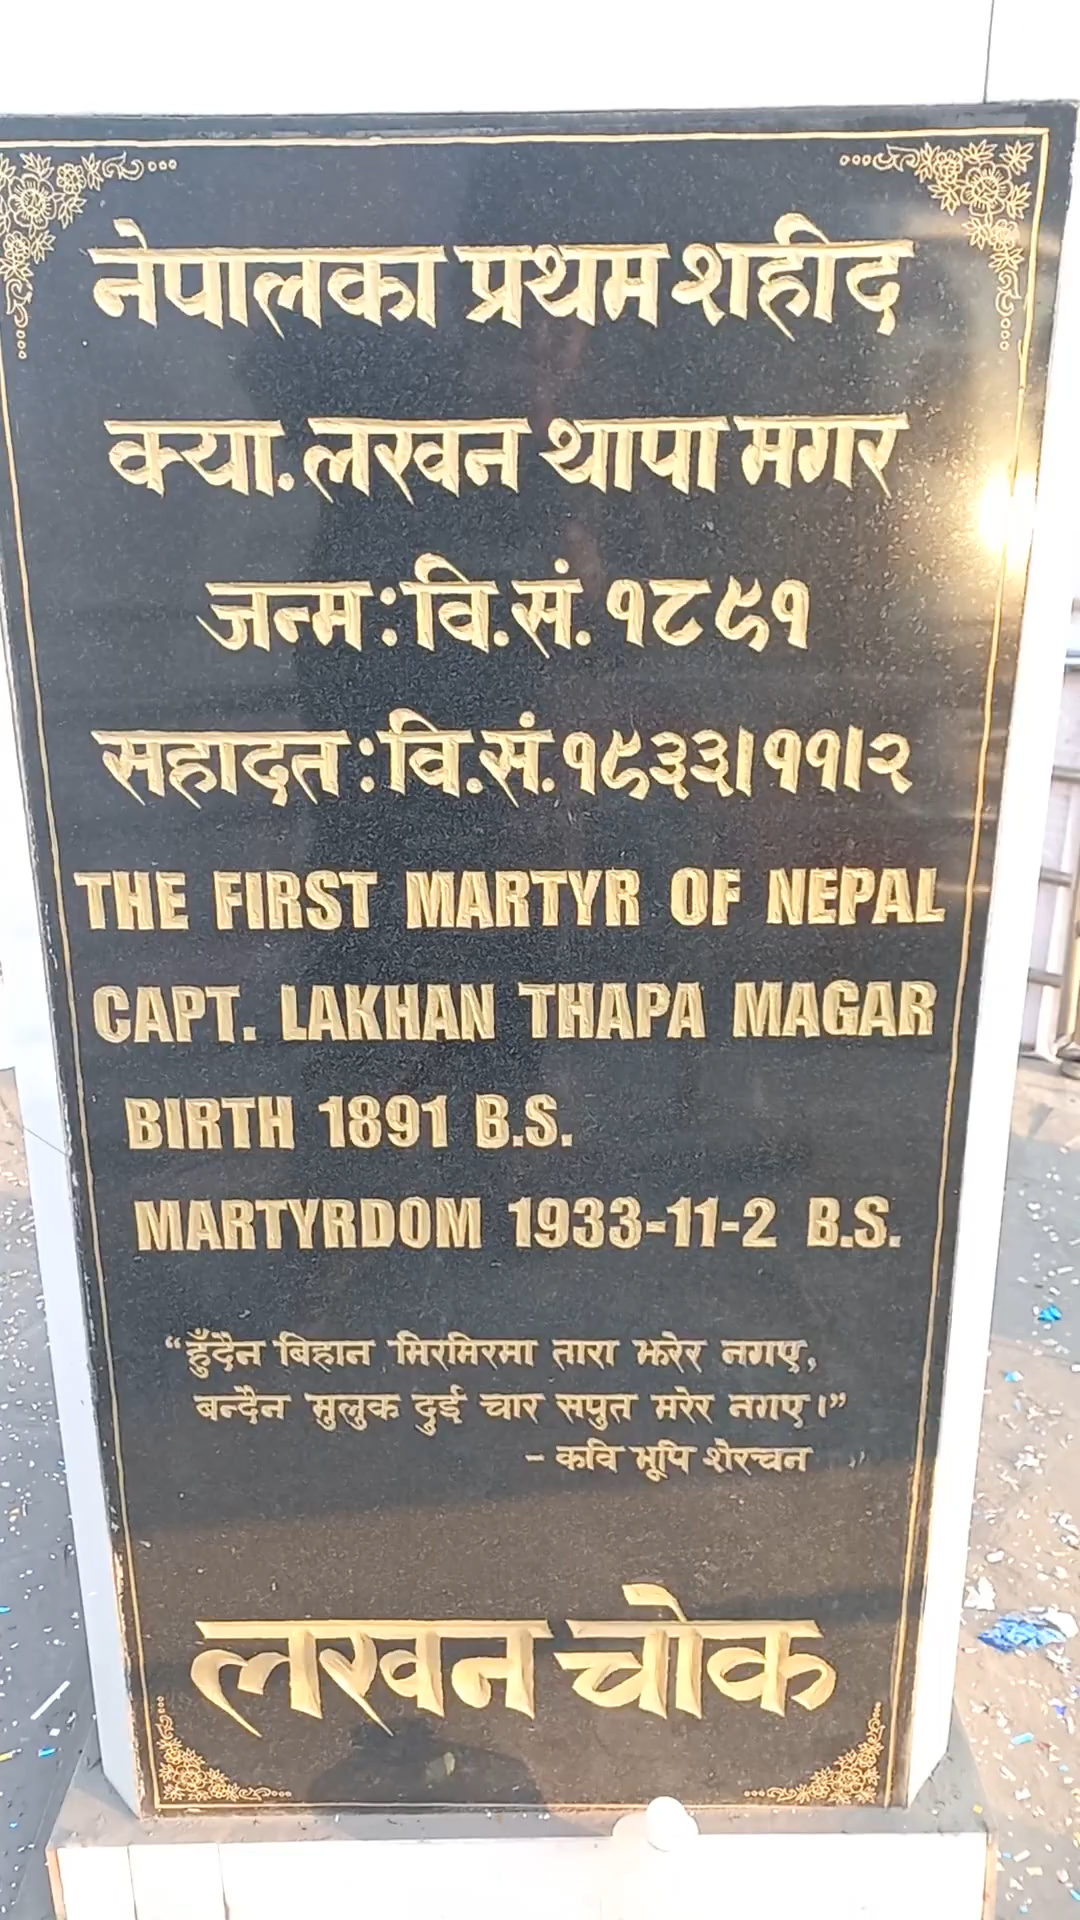 नेपालका प्रथम शहीद
क्या. लखन थापा मगर
जन्म : वि.सं. १८९१
सहादत : वि.सं. १९३३।११।२
THE FIRST MARTYR OF NEPAL
CAPT. LAKHAN THAPA MAGAR
BIRTH 1891 B.S.
MARTYRDOM 1933-11-2 B.S.
“हुँदैन बिहान मिरमिरमा तारा झरेर नगए,
बन्दैन मुलुक दुई चार सपुत मरेर नगए।”
– कवि भूपि शेरचन
लखन चोक